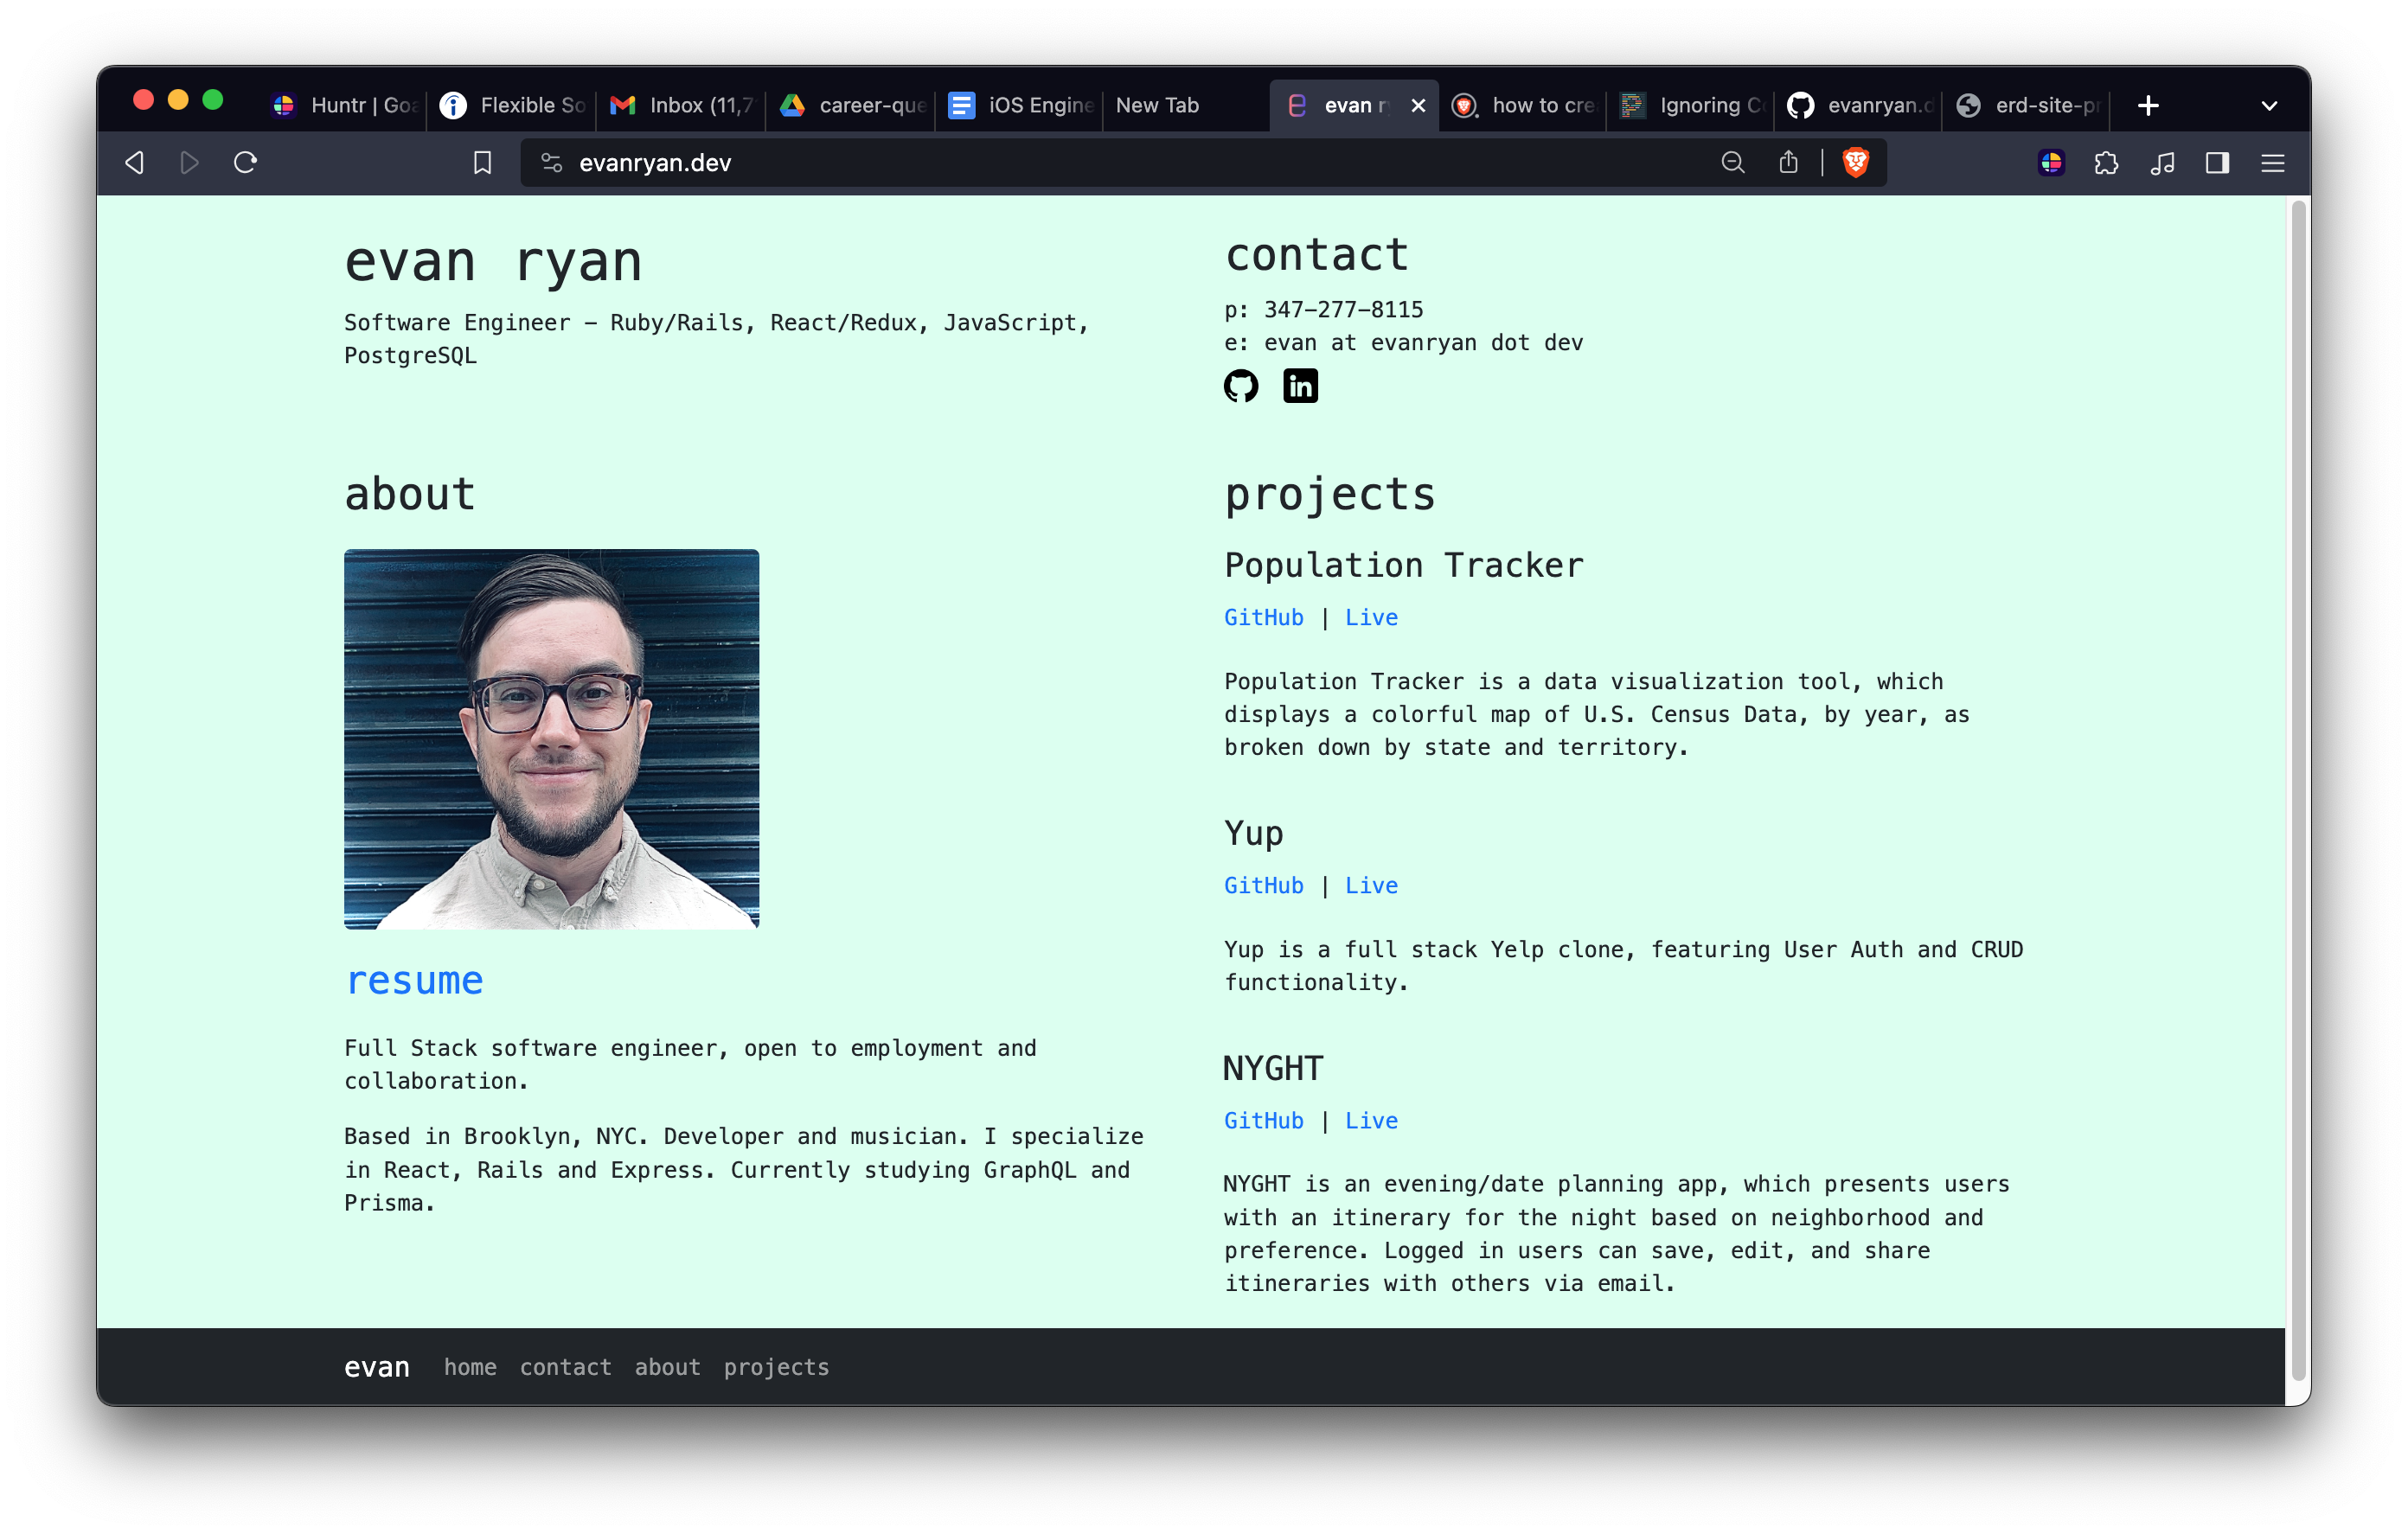 Huntr | Goa
Flexible So
Inbox (11,7
career-que
iOS Engine
New Tab
evan r
how to cre
Ignoring Co
evanryan.d
erd-site-pr
evanryan.dev
evan ryan
Software Engineer – Ruby/Rails, React/Redux, JavaScript,
PostgreSQL
contact
p: 347–277–8115
e: evan at evanryan dot dev
in
about
resume
Full Stack software engineer, open to employment and
collaboration.
Based in Brooklyn, NYC. Developer and musician. I specialize
in React, Rails and Express. Currently studying GraphQL and
Prisma.
projects
Population Tracker
GitHub | Live
Population Tracker is a data visualization tool, which
displays a colorful map of U.S. Census Data, by year, as
broken down by state and territory.
Yup
GitHub | Live
Yup is a full stack Yelp clone, featuring User Auth and CRUD
functionality.
NYGHT
GitHub | Live
NYGHT is an evening/date planning app, which presents users
with an itinerary for the night based on neighborhood and
preference. Logged in users can save, edit, and share
itineraries with others via email.
evan home contact about projects